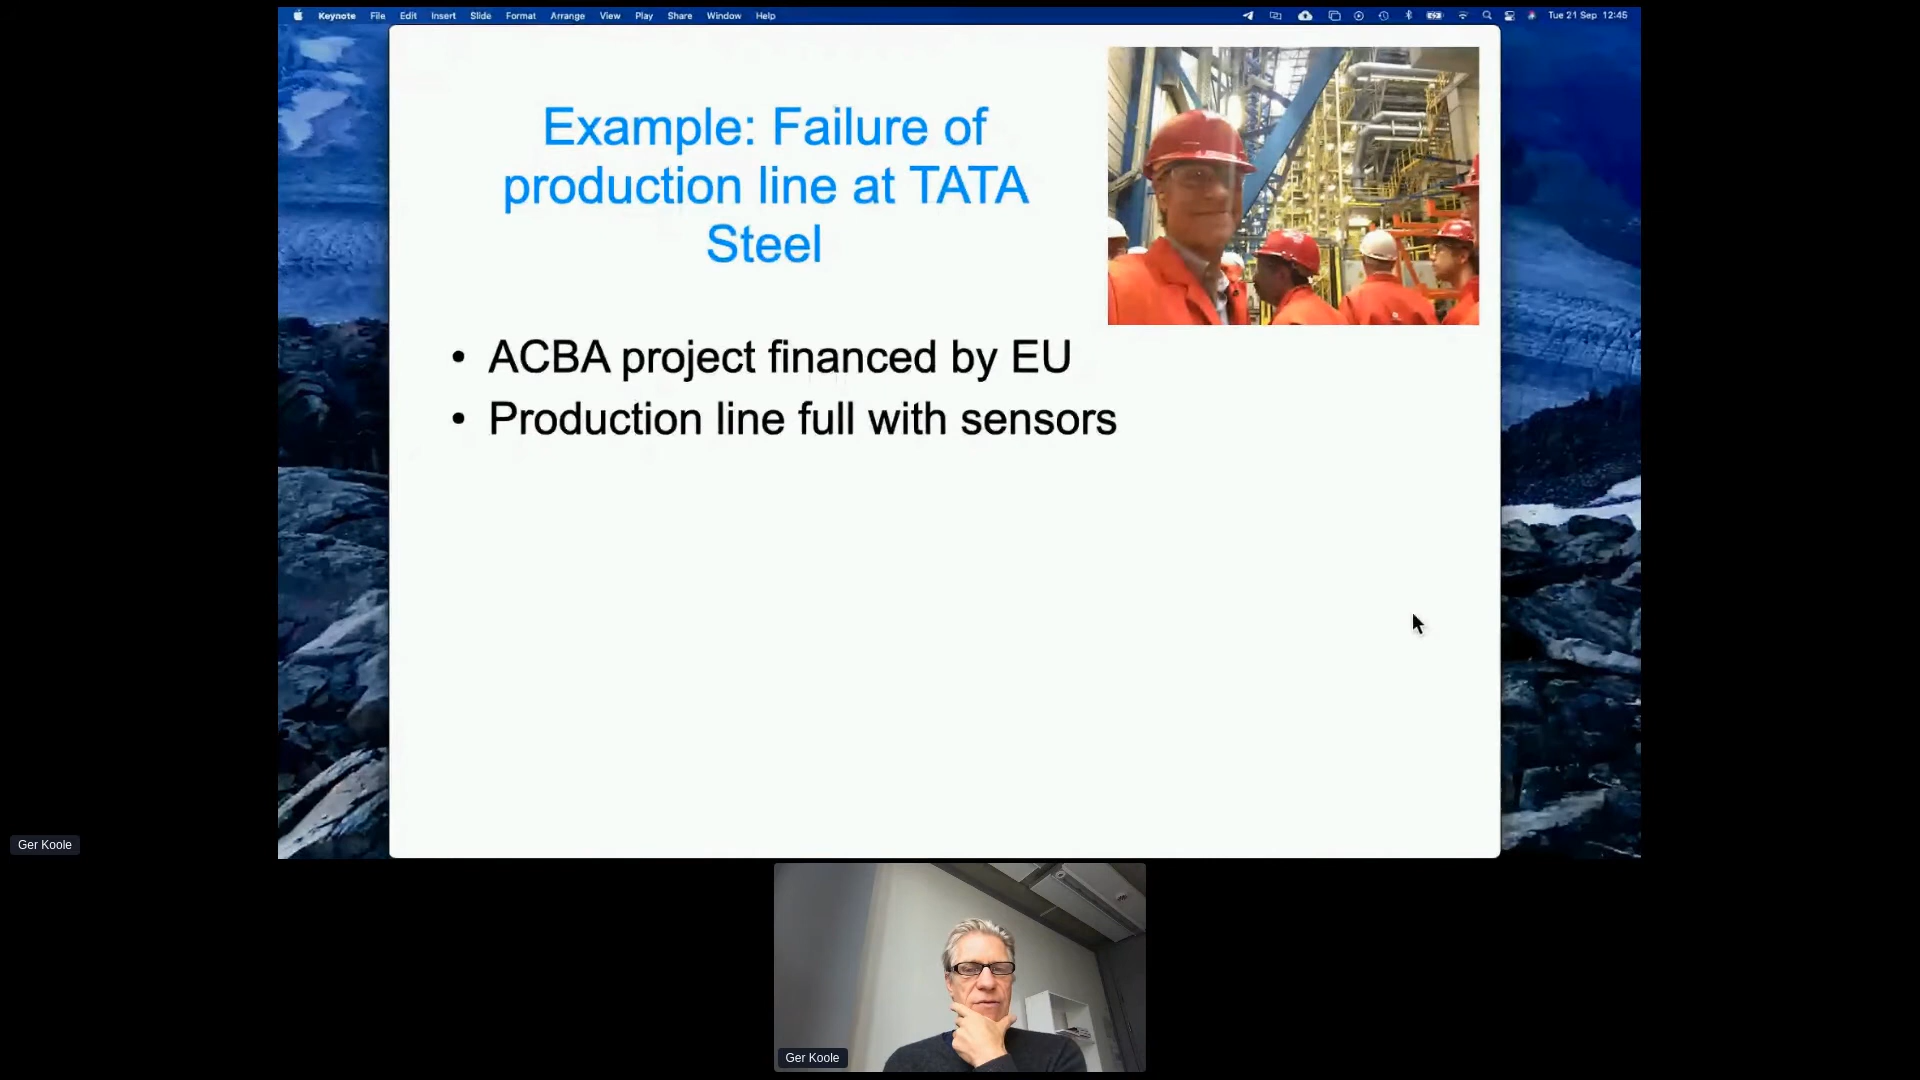 Keynote File Edit Insert Slide Format Arrange View Play Share Window Help Tue 21 Sep 12:45
Example: Failure of
production line at TATA
Steel
• ACBA project financed by EU
• Production line full with sensors
Ger Koole
Ger Koole